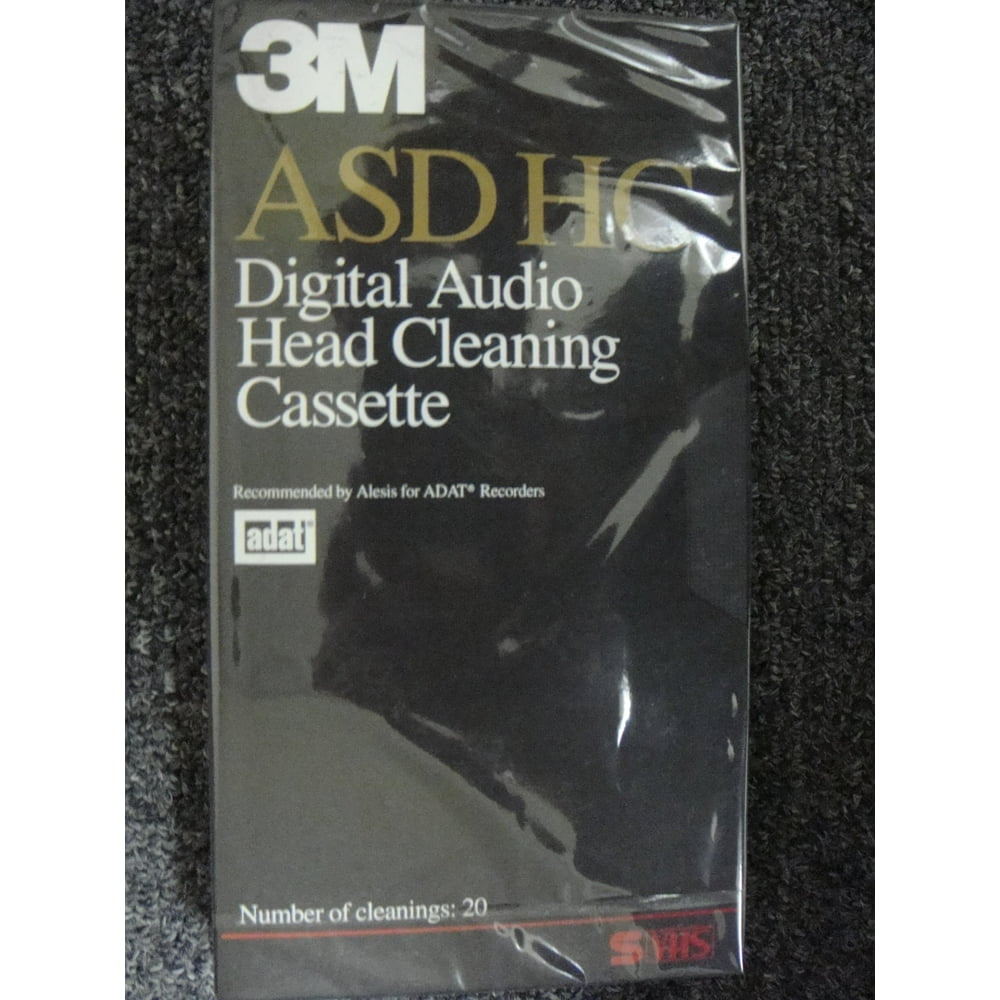 3M
ASD HC
Digital Audio
Head Cleaning
Cassette
Recommended by Alesis for ADAT® Recorders
adat®
Number of cleanings: 20
S VHS